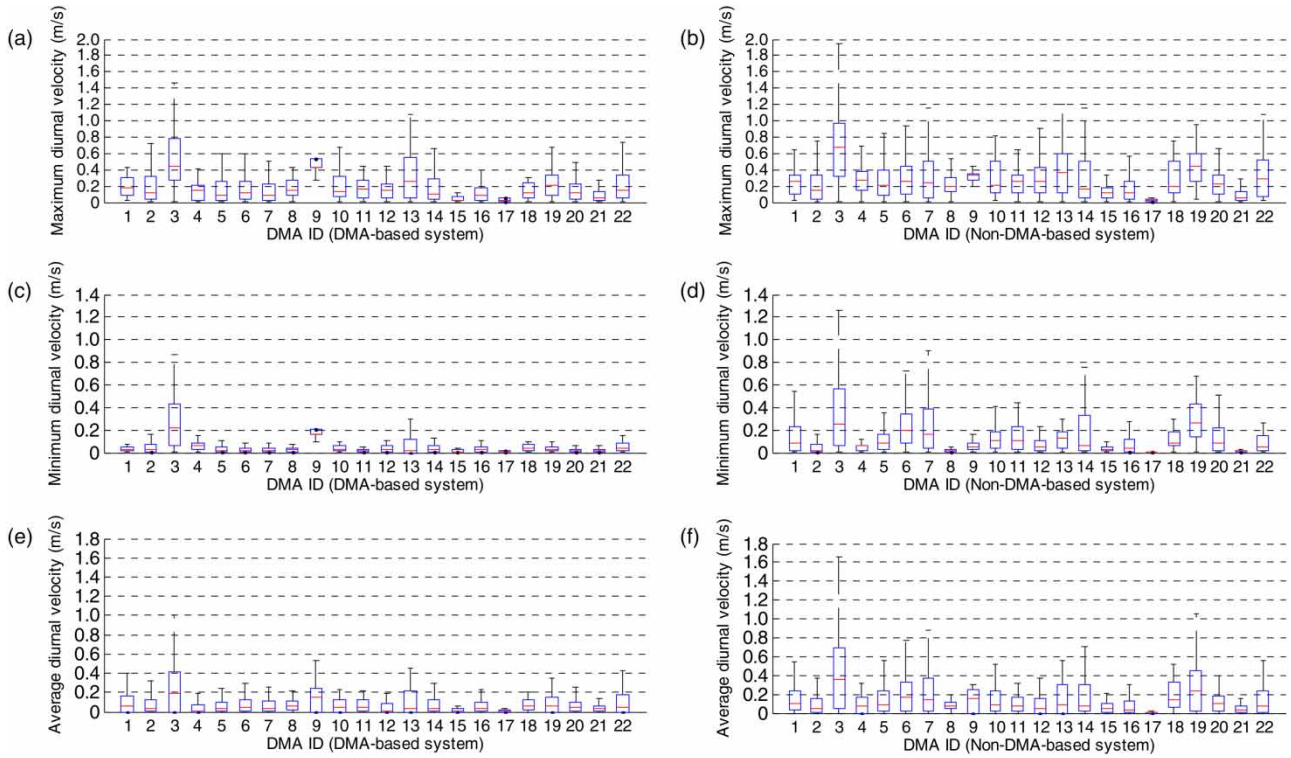 (a)
Maximum diurnal velocity (m/s)
2.0
1.8
1.6
1.4
1.2
1.0
0.8
0.6
0.4
0.2
0
1 2 3 4 5 6 7 8 9 10 11 12 13 14 15 16 17 18 19 20 21 22
DMA ID (DMA-based system)
(b)
Maximum diurnal velocity (m/s)
2.0
1.8
1.6
1.4
1.2
1.0
0.8
0.6
0.4
0.2
0
1 2 3 4 5 6 7 8 9 10 11 12 13 14 15 16 17 18 19 20 21 22
DMA ID (Non-DMA-based system)
(c)
Minimum diurnal velocity (m/s)
1.4
1.2
1.0
0.8
0.6
0.4
0.2
0
1 2 3 4 5 6 7 8 9 10 11 12 13 14 15 16 17 18 19 20 21 22
DMA ID (DMA-based system)
(d)
Minimum diurnal velocity (m/s)
1.4
1.2
1.0
0.8
0.6
0.4
0.2
0
1 2 3 4 5 6 7 8 9 10 11 12 13 14 15 16 17 18 19 20 21 22
DMA ID (Non-DMA-based system)
(e)
Average diurnal velocity (m/s)
1.8
1.6
1.4
1.2
1.0
0.8
0.6
0.4
0.2
0
1 2 3 4 5 6 7 8 9 10 11 12 13 14 15 16 17 18 19 20 21 22
DMA ID (DMA-based system)
(f)
Average diurnal velocity (m/s)
1.8
1.6
1.4
1.2
1.0
0.8
0.6
0.4
0.2
0
1 2 3 4 5 6 7 8 9 10 11 12 13 14 15 16 17 18 19 20 21 22
DMA ID (Non-DMA-based system)